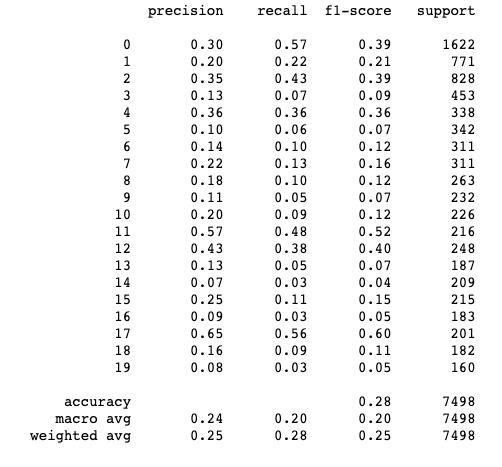 precision recall f1-score support
0 0.30 0.57 0.39 1622
1 0.20 0.22 0.21 771
2 0.35 0.43 0.39 828
3 0.13 0.07 0.09 453
4 0.36 0.36 0.36 338
5 0.10 0.06 0.07 342
6 0.14 0.10 0.12 311
7 0.22 0.13 0.16 311
8 0.18 0.10 0.12 263
9 0.11 0.05 0.07 232
10 0.20 0.09 0.12 226
11 0.57 0.48 0.52 216
12 0.43 0.38 0.40 248
13 0.13 0.05 0.07 187
14 0.07 0.03 0.04 209
15 0.25 0.11 0.15 215
16 0.09 0.03 0.05 183
17 0.65 0.56 0.60 201
18 0.16 0.09 0.11 182
19 0.08 0.03 0.05 160
accuracy 0.28 7498
macro avg 0.24 0.20 0.20 7498
weighted avg 0.25 0.28 0.25 7498